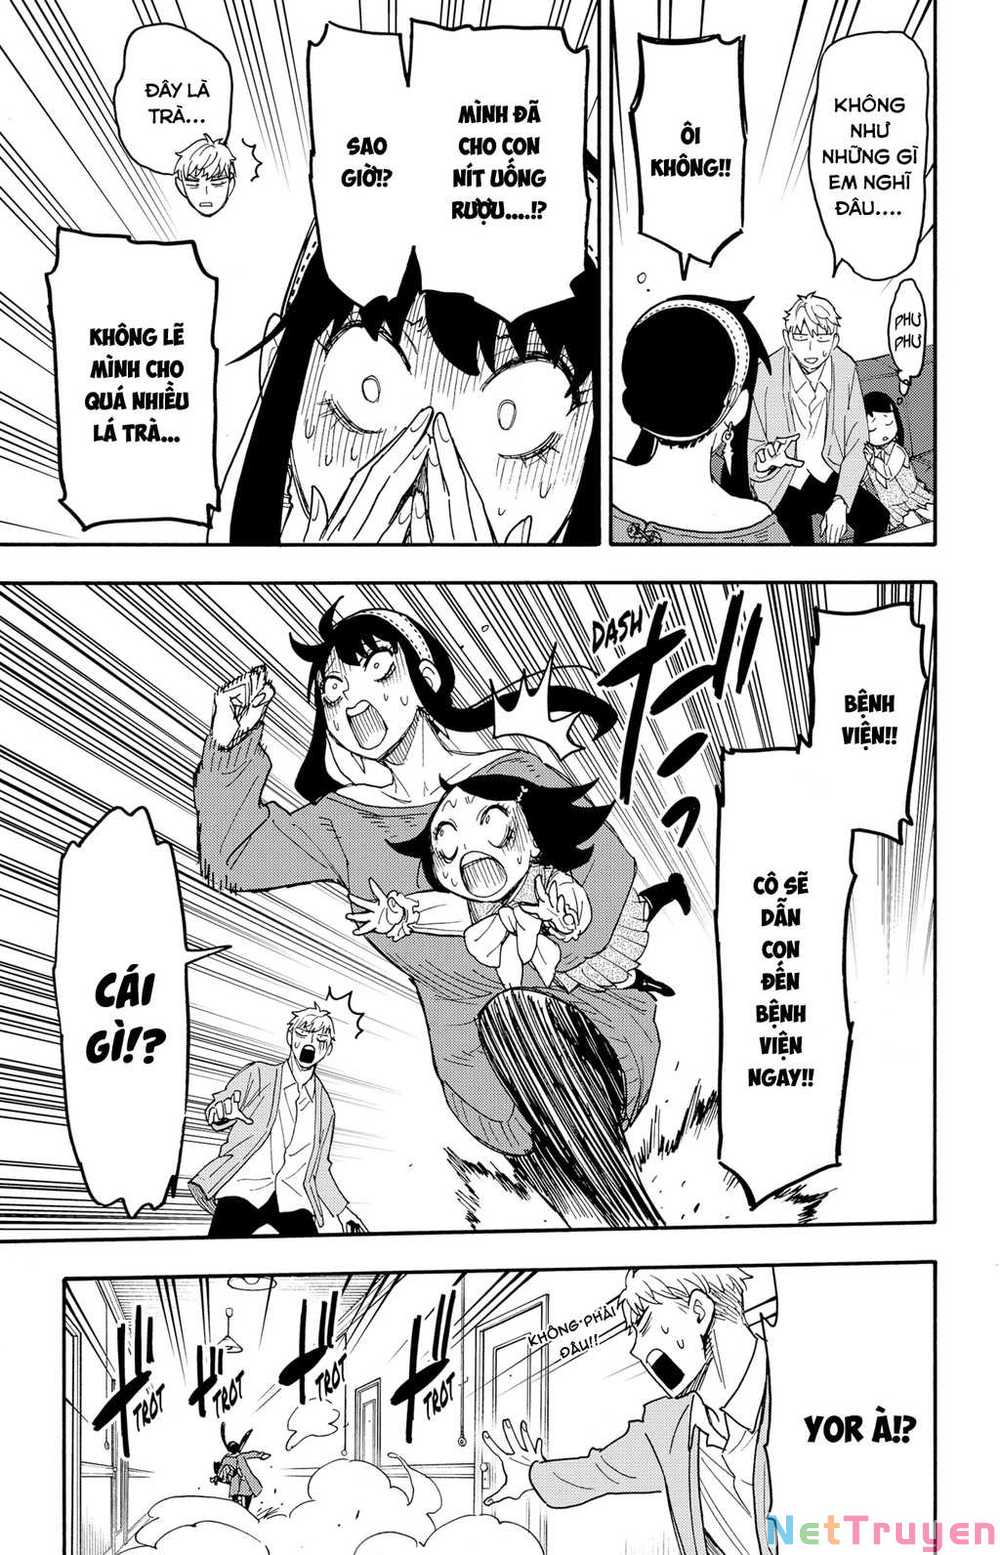 KHÔNG
NHƯ
NHỮNG GÌ
EM NGHĨ
ĐÂU....
ÔI
KHÔNG!!
PHƯ
PHƯ
MÌNH ĐÃ
CHO CON
NÍT UỐNG
RƯỢU....!?
SAO
GIỜ!?
ĐÂY LÀ
TRÀ...
KHÔNG LẼ
MÌNH CHO
QUÁ NHIỀU
LÁ TRÀ...
BỆNH
VIỆN!!
DASH
CÔ SẼ
DẪN
CON
ĐẾN
BỆNH
VIỆN
NGAY!!
CÁI
GÌ!?
KHÔNG PHẢI
ĐÂU!!
YOR À!?
TROT
TROT
TROT
TROT
NetTruyen